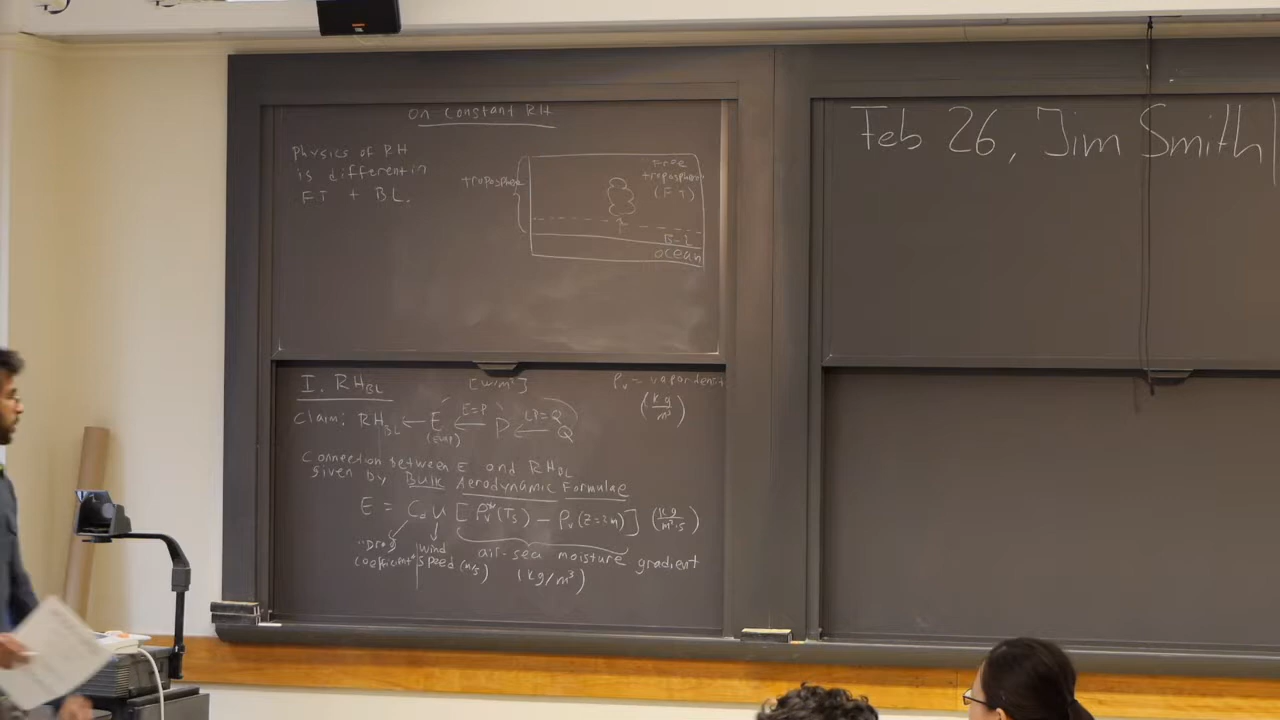 On Constant RH
Physics of RH
is different in
FT + BL.
troposphere
"Free
troposphere"
(FT)
B-L
ocean
I. RH_BL
[W/m²]
ρ_v = vapor densit
(kg/m³)
Claim: RH_BL ← E ←(E=P) P ←(LP=Q) Q
(evap)
Connection between E and RH_BL
given by Bulk Aerodynamic Formulae
E = C_d u [ρ_v*(T_s) - ρ_v(z=2m)] (kg/m²·s)
"Drag
coefficient"
wind
speed (m/s)
air-sea moisture gradient
(kg/m³)
Feb 26, Jim Smith